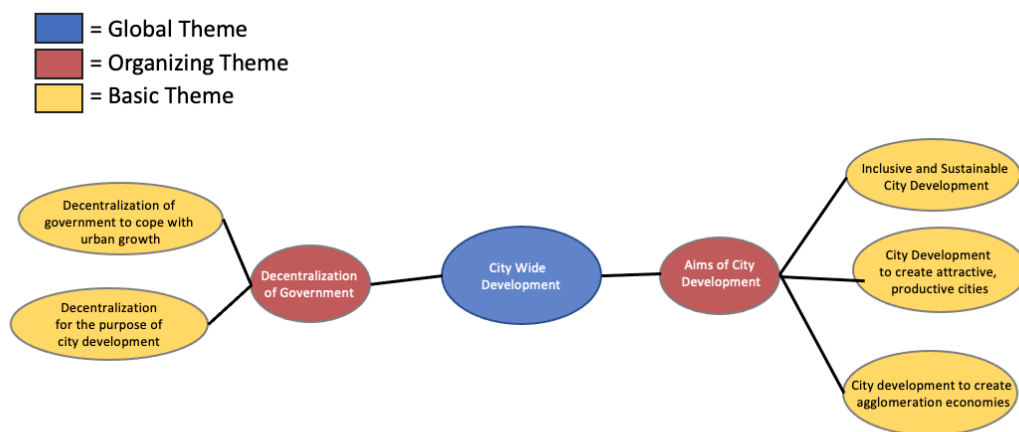 = Global Theme
= Organizing Theme
= Basic Theme
Decentralization of
government to cope with
urban growth
Decentralization
for the purpose of
city development
Decentralization
of Government
City Wide
Development
Aims of City
Development
Inclusive and Sustainable
City Development
City Development
to create attractive,
productive cities
City development to create
agglomeration economies